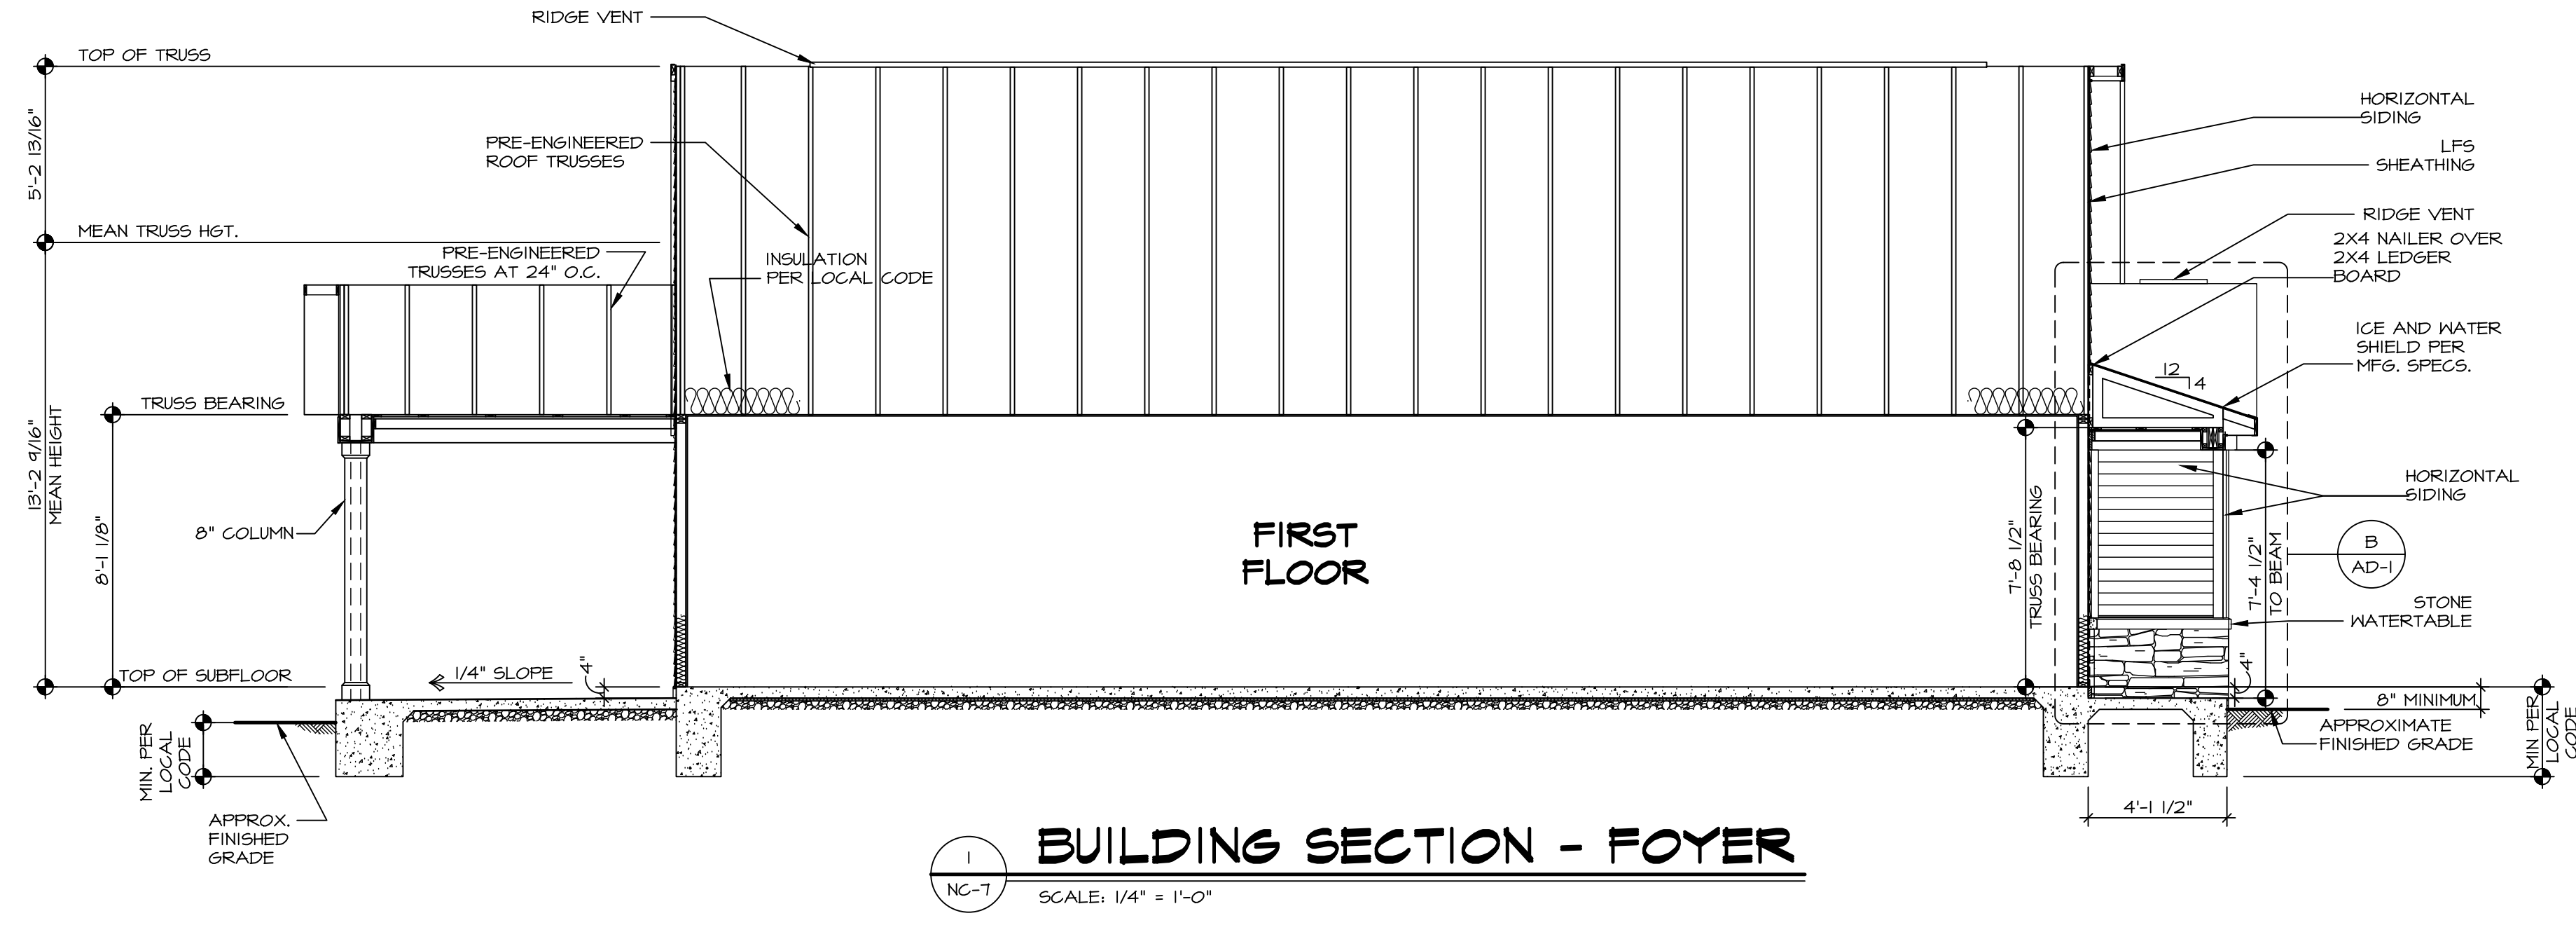 RIDGE VENT
TOP OF TRUSS
5'-2 13/16"
PRE-ENGINEERED
ROOF TRUSSES
MEAN TRUSS HGT.
PRE-ENGINEERED
TRUSSES AT 24" O.C.
INSULATION
PER LOCAL CODE
HORIZONTAL
SIDING
LFS
SHEATHING
RIDGE VENT
2X4 NAILER OVER
2X4 LEDGER
BOARD
ICE AND WATER
SHIELD PER
MFG. SPECS.
12
4
TRUSS BEARING
13'-2 9/16"
MEAN HEIGHT
8'-1 1/8"
8" COLUMN
FIRST
FLOOR
7'-8 1/2"
TRUSS BEARING
HORIZONTAL
SIDING
7'-4 1/2"
TO BEAM
B
AD-1
STONE
WATERTABLE
TOP OF SUBFLOOR
1/4" SLOPE
4"
4"
8" MINIMUM
APPROXIMATE
FINISHED GRADE
MIN PER
LOCAL
CODE
MIN. PER
LOCAL
CODE
APPROX.
FINISHED
GRADE
4'-1 1/2"
1
NC-7
BUILDING SECTION - FOYER
SCALE: 1/4" = 1'-0"